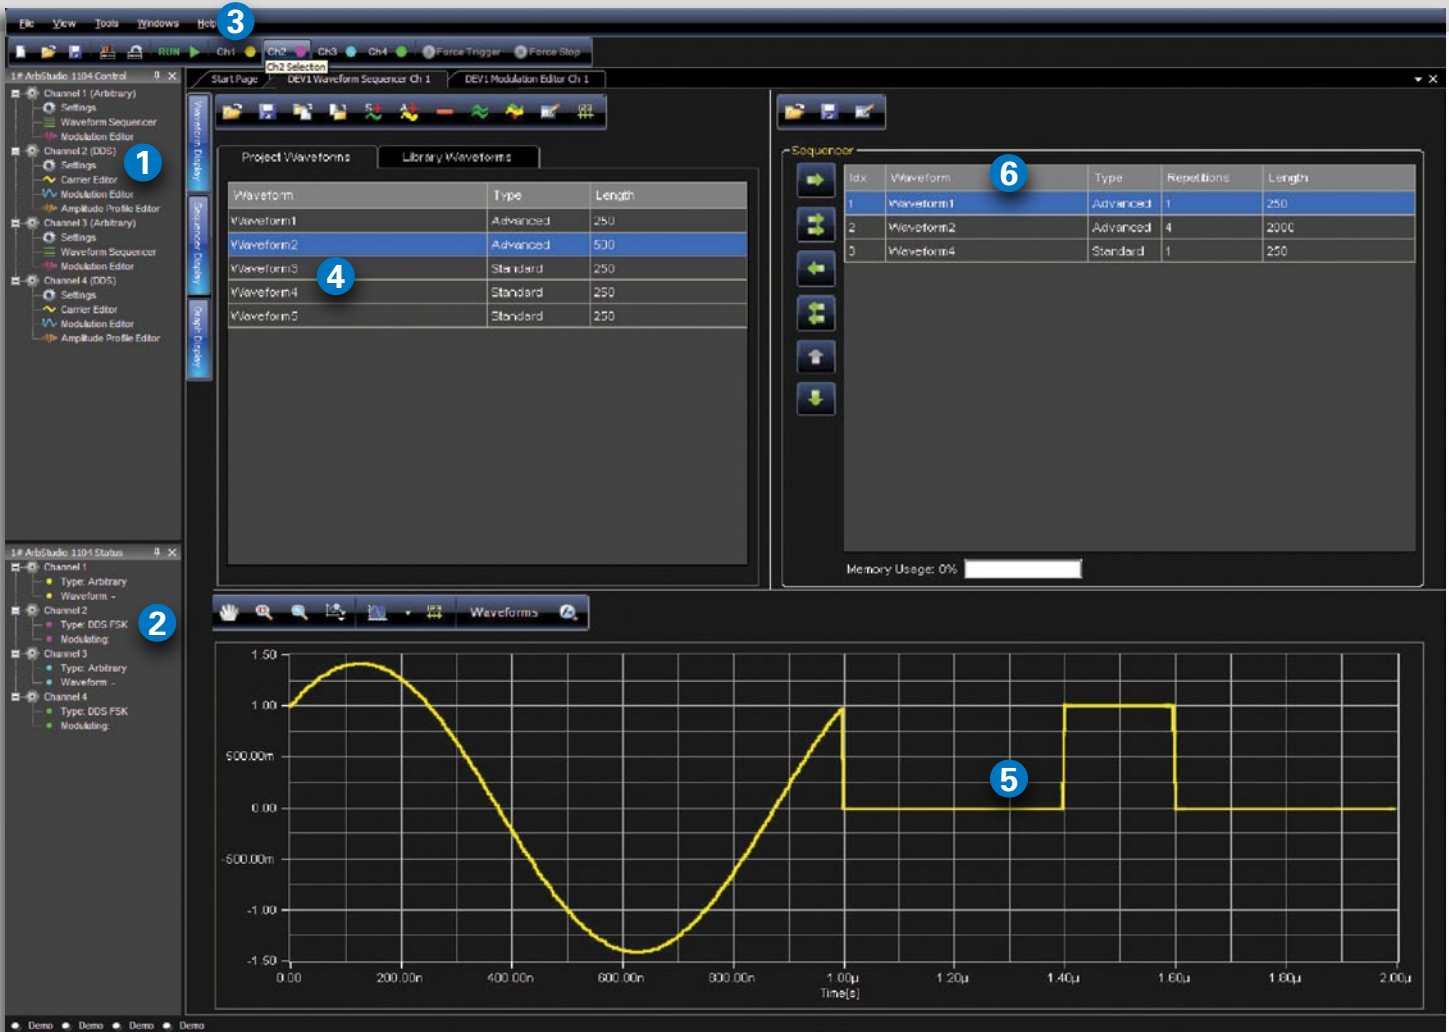 File View Tools Windows Help
3
RUN Ch1 Ch2 Ch3 Ch4 Force Trigger Force Stop
Ch2 Selection
1# ArbStudio 1104 Control
Channel 1 (Arbitrary)
Settings
Waveform Sequencer
Modulation Editor
Channel 2 (DDS)
Settings
Carrier Editor
Modulation Editor
Amplitude Profile Editor
Channel 3 (Arbitrary)
Settings
Waveform Sequencer
Modulation Editor
Channel 4 (DDS)
Settings
Carrier Editor
Modulation Editor
Amplitude Profile Editor
1
1# ArbStudio 1104 Status
Channel 1
Type: Arbitrary
Waveform: -
Channel 2
Type: DDS FSK
Modulating:
Channel 3
Type: Arbitrary
Waveform: -
Channel 4
Type: DDS FSK
Modulating:
2
Start Page DEV1 Waveform Sequencer Ch 1 DEV1 Modulation Editor Ch 1
Waveform Display
Sequencer Display
Graph Display
Project Waveforms Library Waveforms
Waveform Type Length
Waveform1 Advanced 250
Waveform2 Advanced 500
Waveform3 Standard 250
Waveform4 Standard 250
Waveform5 Standard 250
4
Sequencer
Idx Waveform Type Repetitions Length
1 Waveform1 Advanced 1 250
2 Waveform2 Advanced 4 2000
3 Waveform4 Standard 1 250
6
Memory Usage: 0%
Waveforms
1.50
1.00
500.00m
0.00
-500.00m
-1.00
-1.50
5
0.00 200.00n 400.00n 600.00n 800.00n 1.00µ 1.20µ 1.40µ 1.60µ 1.80µ 2.00µ
Time[s]
Demo Demo Demo Demo